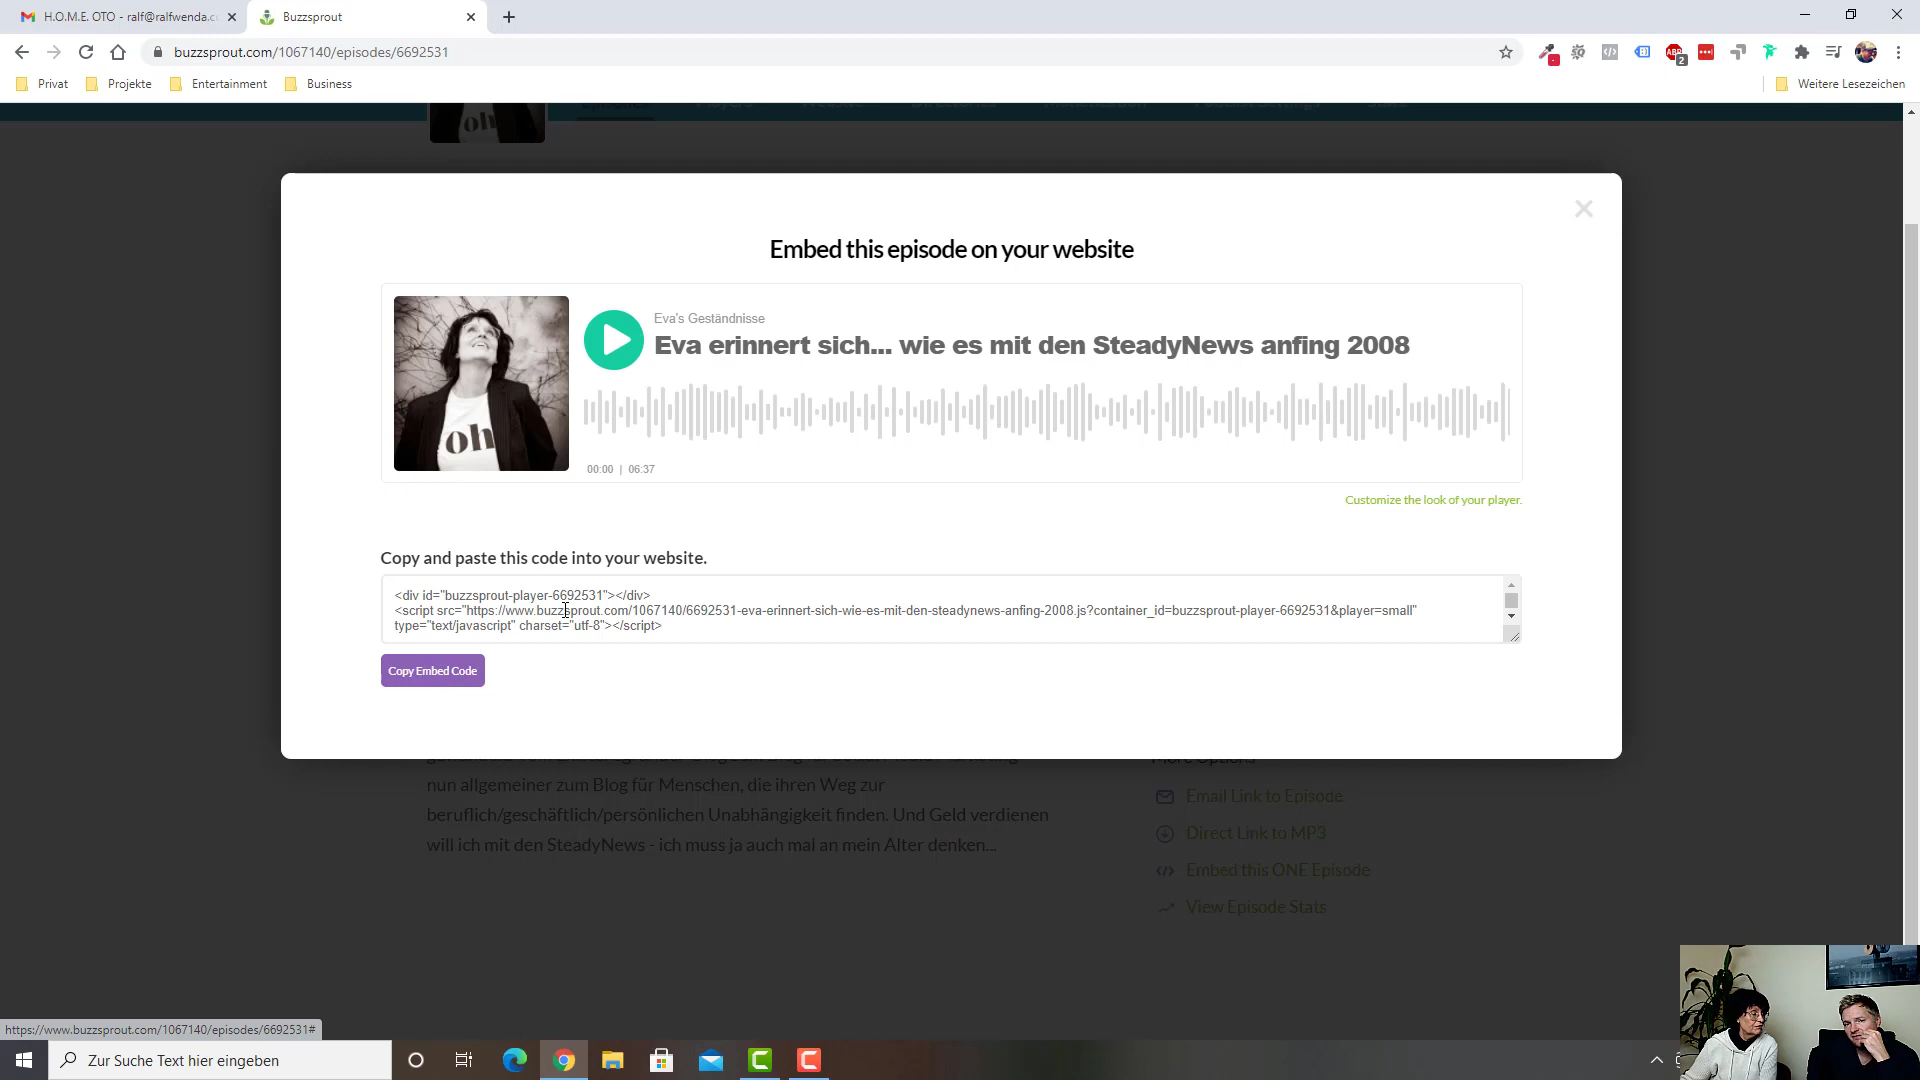 H.O.M.E. OTO - ralf@ralfwenda.c
Buzzsprout
buzzsprout.com/1067140/episodes/6692531
2
Privat
Projekte
Entertainment
Business
Weitere Lesezeichen
oh
Embed this episode on your website
oh
Eva's Geständnisse
Eva erinnert sich... wie es mit den SteadyNews anfing 2008
00:00 | 06:37
Customize the look of your player.
Copy and paste this code into your website.
<div id="buzzsprout-player-6692531"></div>
<script src="https://www.buzzsprout.com/1067140/6692531-eva-erinnert-sich-wie-es-mit-den-steadynews-anfing-2008.js?container_id=buzzsprout-player-6692531&player=small"
type="text/javascript" charset="utf-8"></script>
Copy Embed Code
nun allgemeiner zum Blog für Menschen, die ihren Weg zur
beruflich/geschäftlich/persönlichen Unabhängigkeit finden. Und Geld verdienen
will ich mit den SteadyNews - ich muss ja auch mal an mein Alter denken...
More Options
Email Link to Episode
Direct Link to MP3
Embed this ONE Episode
View Episode Stats
https://www.buzzsprout.com/1067140/episodes/6692531#
Zur Suche Text hier eingeben